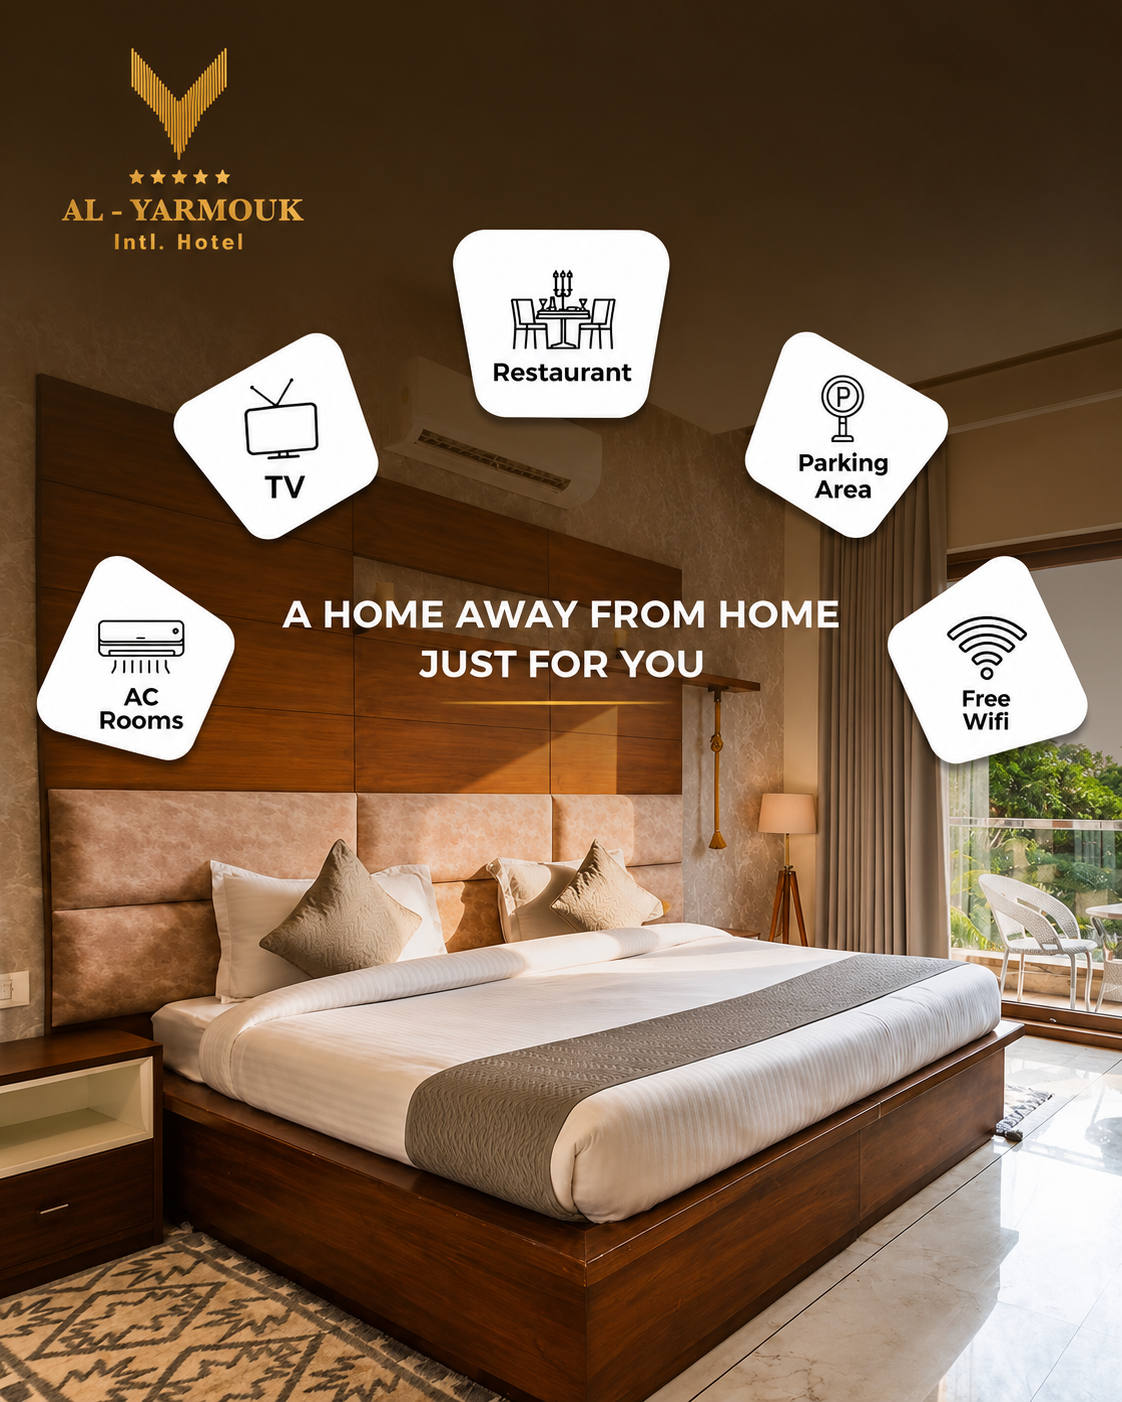 AL - YARMOUK
Intl. Hotel
Restaurant
TV
P
Parking
Area
A HOME AWAY FROM HOME
JUST FOR YOU
AC
Rooms
Free
Wifi